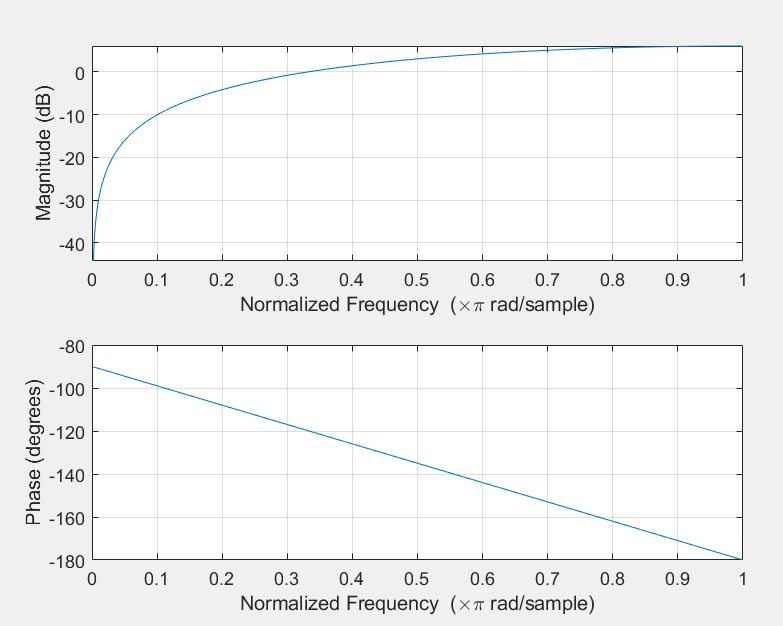 0
-10
-20
-30
-40
Magnitude (dB)
0 0.1 0.2 0.3 0.4 0.5 0.6 0.7 0.8 0.9 1
Normalized Frequency (×π rad/sample)
-80
-100
-120
-140
-160
-180
Phase (degrees)
0 0.1 0.2 0.3 0.4 0.5 0.6 0.7 0.8 0.9 1
Normalized Frequency (×π rad/sample)